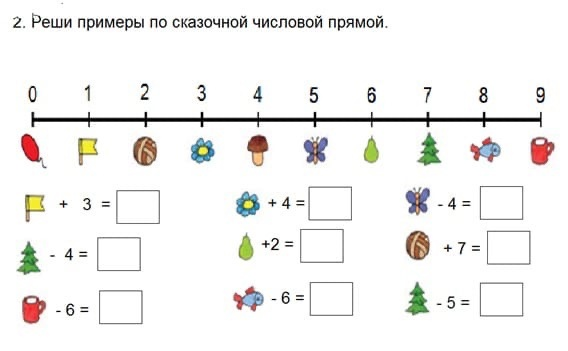 2. Реши примеры по сказочной числовой прямой.
0 1 2 3 4 5 6 7 8 9
+ 3 = + 4 = - 4 =
- 4 = +2 = + 7 =
- 6 = - 6 = - 5 =